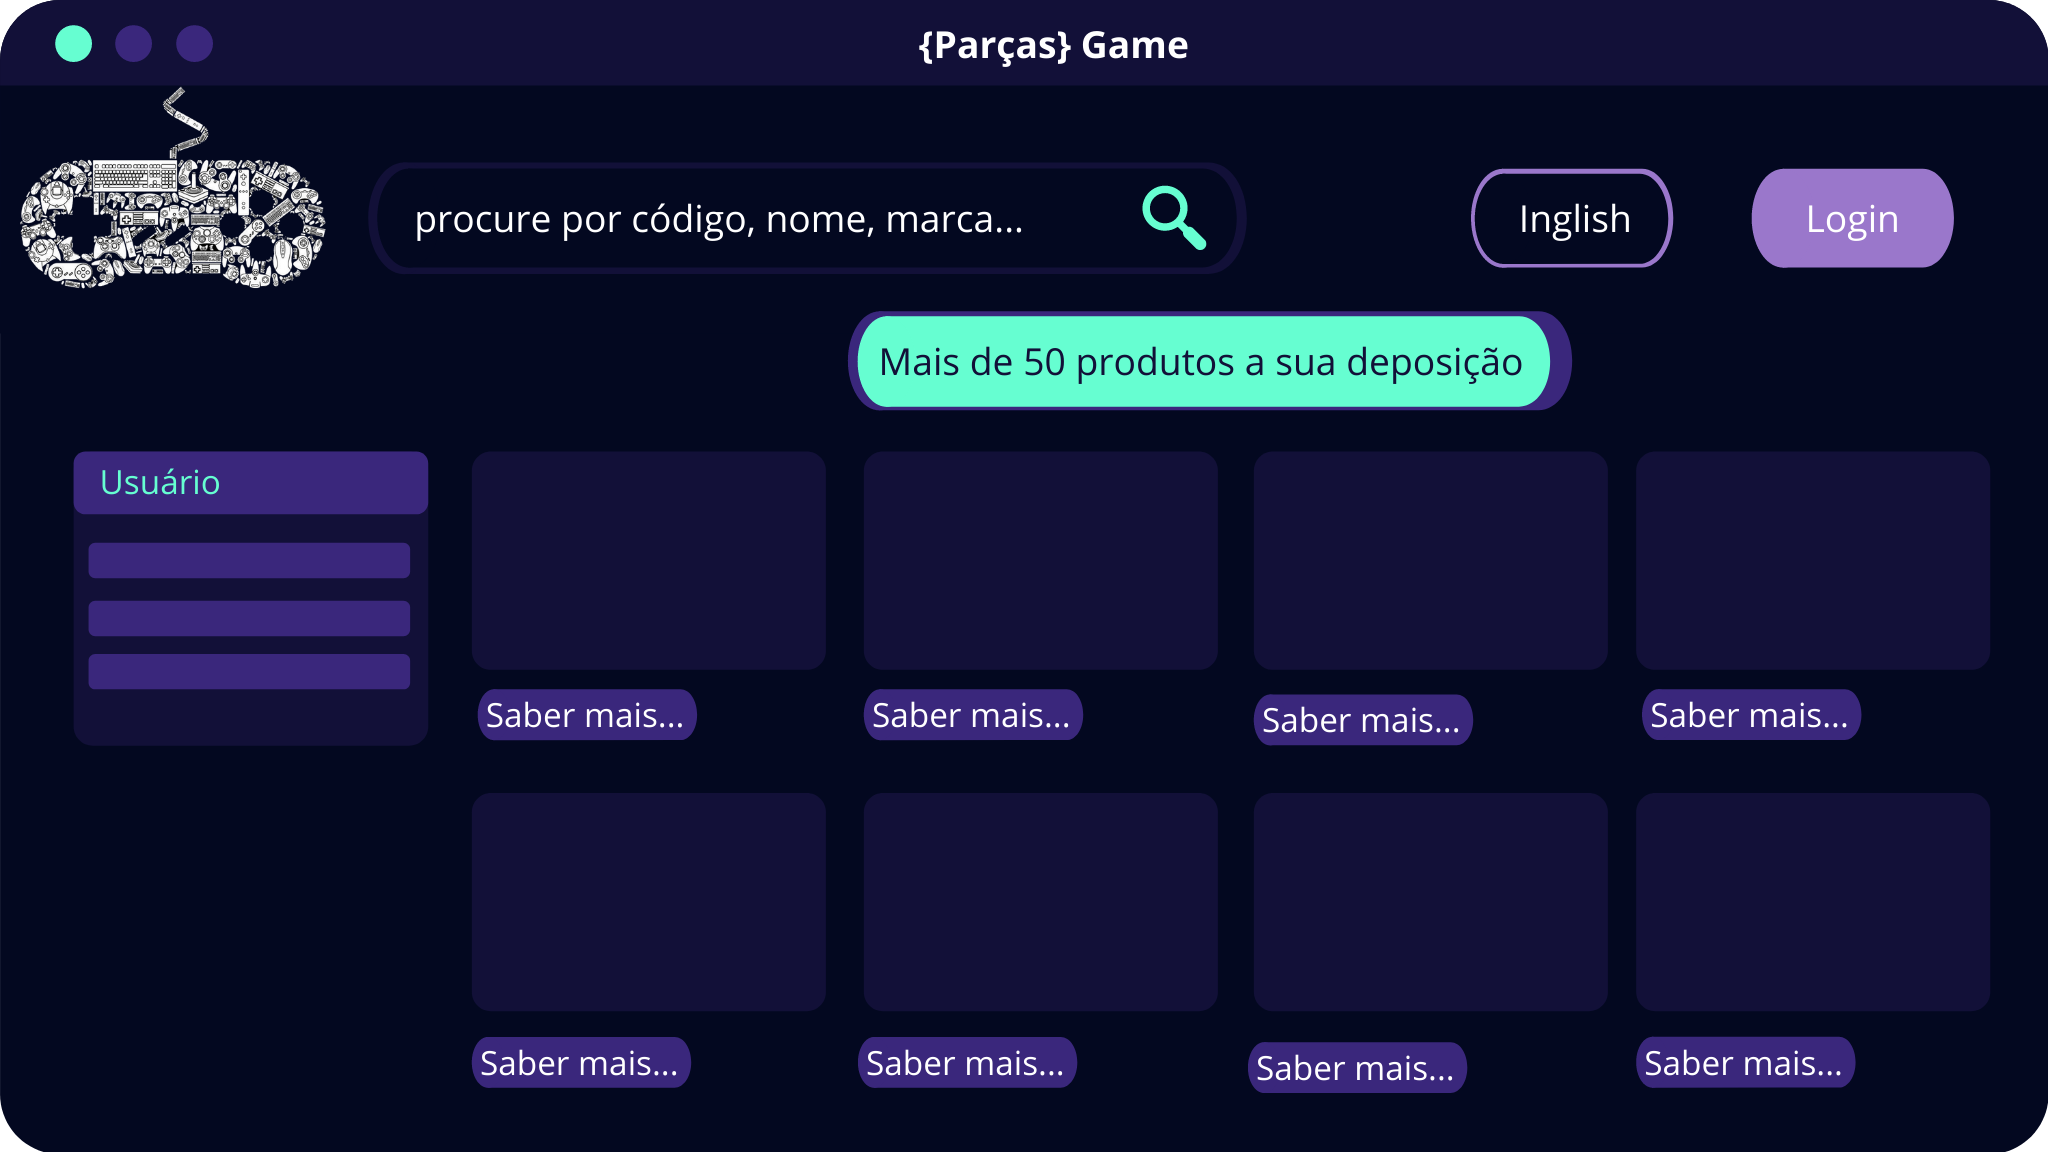 {Parças} Game
procure por código, nome, marca...
Inglish
Login
Mais de 50 produtos a sua deposição
Usuário
Saber mais...
Saber mais...
Saber mais...
Saber mais...
Saber mais...
Saber mais...
Saber mais...
Saber mais...